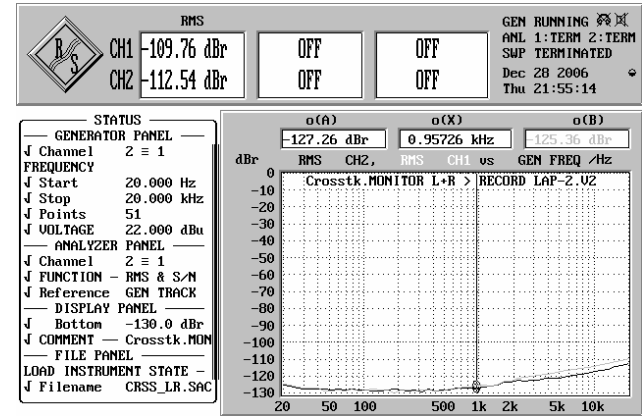 RMS
R S
CH1 -109.76 dBr OFF OFF
CH2 -112.54 dBr OFF OFF
GEN RUNNING
ANL 1:TERM 2:TERM
SWP TERMINATED
Dec 28 2006
Thu 21:55:14
STATUS
GENERATOR PANEL
Channel 2 ≡ 1
FREQUENCY
Start 20.000 Hz
Stop 20.000 kHz
Points 51
VOLTAGE 22.000 dBu
ANALYZER PANEL
Channel 2 ≡ 1
FUNCTION - RMS & S/N
Reference GEN TRACK
DISPLAY PANEL
Bottom -130.0 dBr
COMMENT — Crosstk.MON
FILE PANEL
LOAD INSTRUMENT STATE -
Filename CRSS_LR.SAC
o(A) o(X) o(B)
-127.26 dBr 0.95726 kHz -125.36 dBr
dBr RMS CH2, RMS CH1 vs GEN FREQ /Hz
Crosstk.MONITOR L+R > RECORD LAP-2.V2
0
-10
-20
-30
-40
-50
-60
-70
-80
-90
-100
-110
-120
-130
20 50 100 500 1k 2k 5k 10k